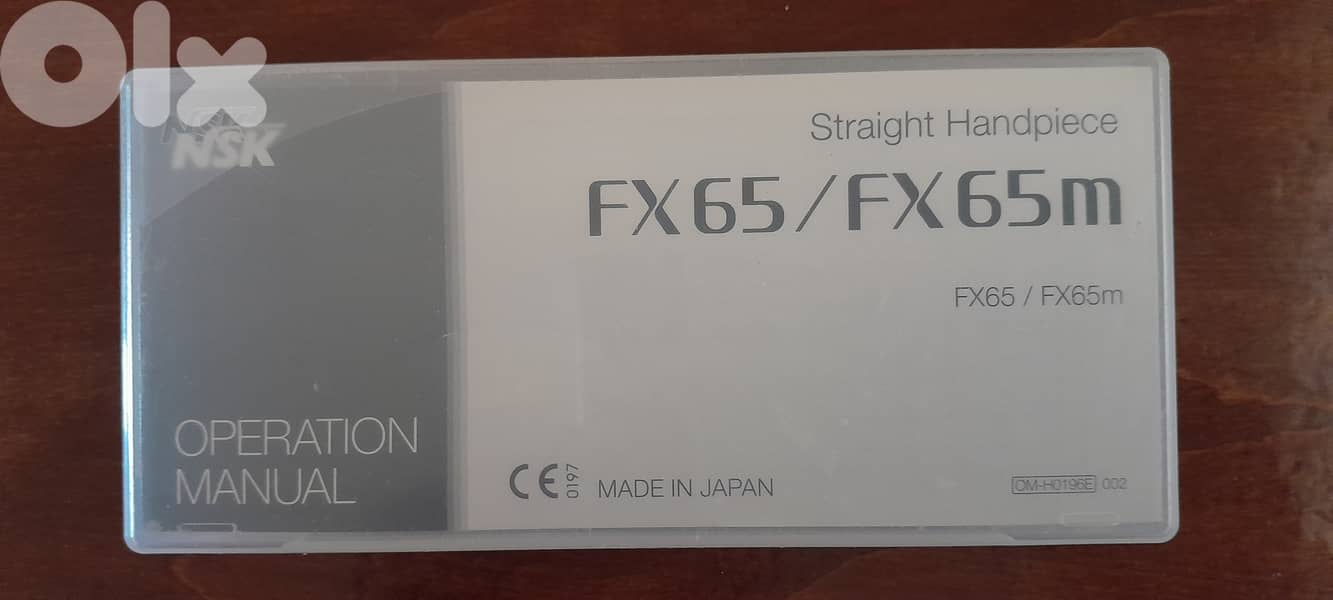 olx
NSK
Straight Handpiece
FX65/FX65m
FX65 / FX65m
OPERATION
MANUAL
CE 0197 MADE IN JAPAN
OM-H0196E 002